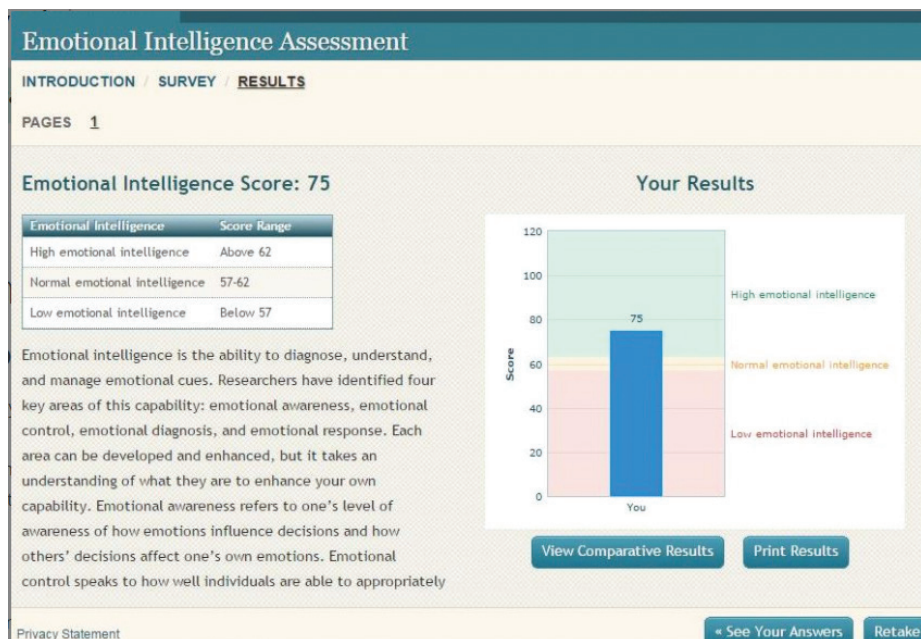 Emotional Intelligence Assessment
INTRODUCTION / SURVEY / RESULTS
PAGES 1
Emotional Intelligence Score: 75
Emotional Intelligence Score Range
High emotional intelligence Above 62
Normal emotional intelligence 57-62
Low emotional intelligence Below 57
Emotional intelligence is the ability to diagnose, understand,
and manage emotional cues. Researchers have identified four
key areas of this capability: emotional awareness, emotional
control, emotional diagnosis, and emotional response. Each
area can be developed and enhanced, but it takes an
understanding of what they are to enhance your own
capability. Emotional awareness refers to one’s level of
awareness of how emotions influence decisions and how
others’ decisions affect one’s own emotions. Emotional
control speaks to how well individuals are able to appropriately
Your Results
120
100
80
60
40
20
0
Score
75
You
High emotional intelligence
Normal emotional intelligence
Low emotional intelligence
View Comparative Results
Print Results
Privacy Statement
« See Your Answers
Retake